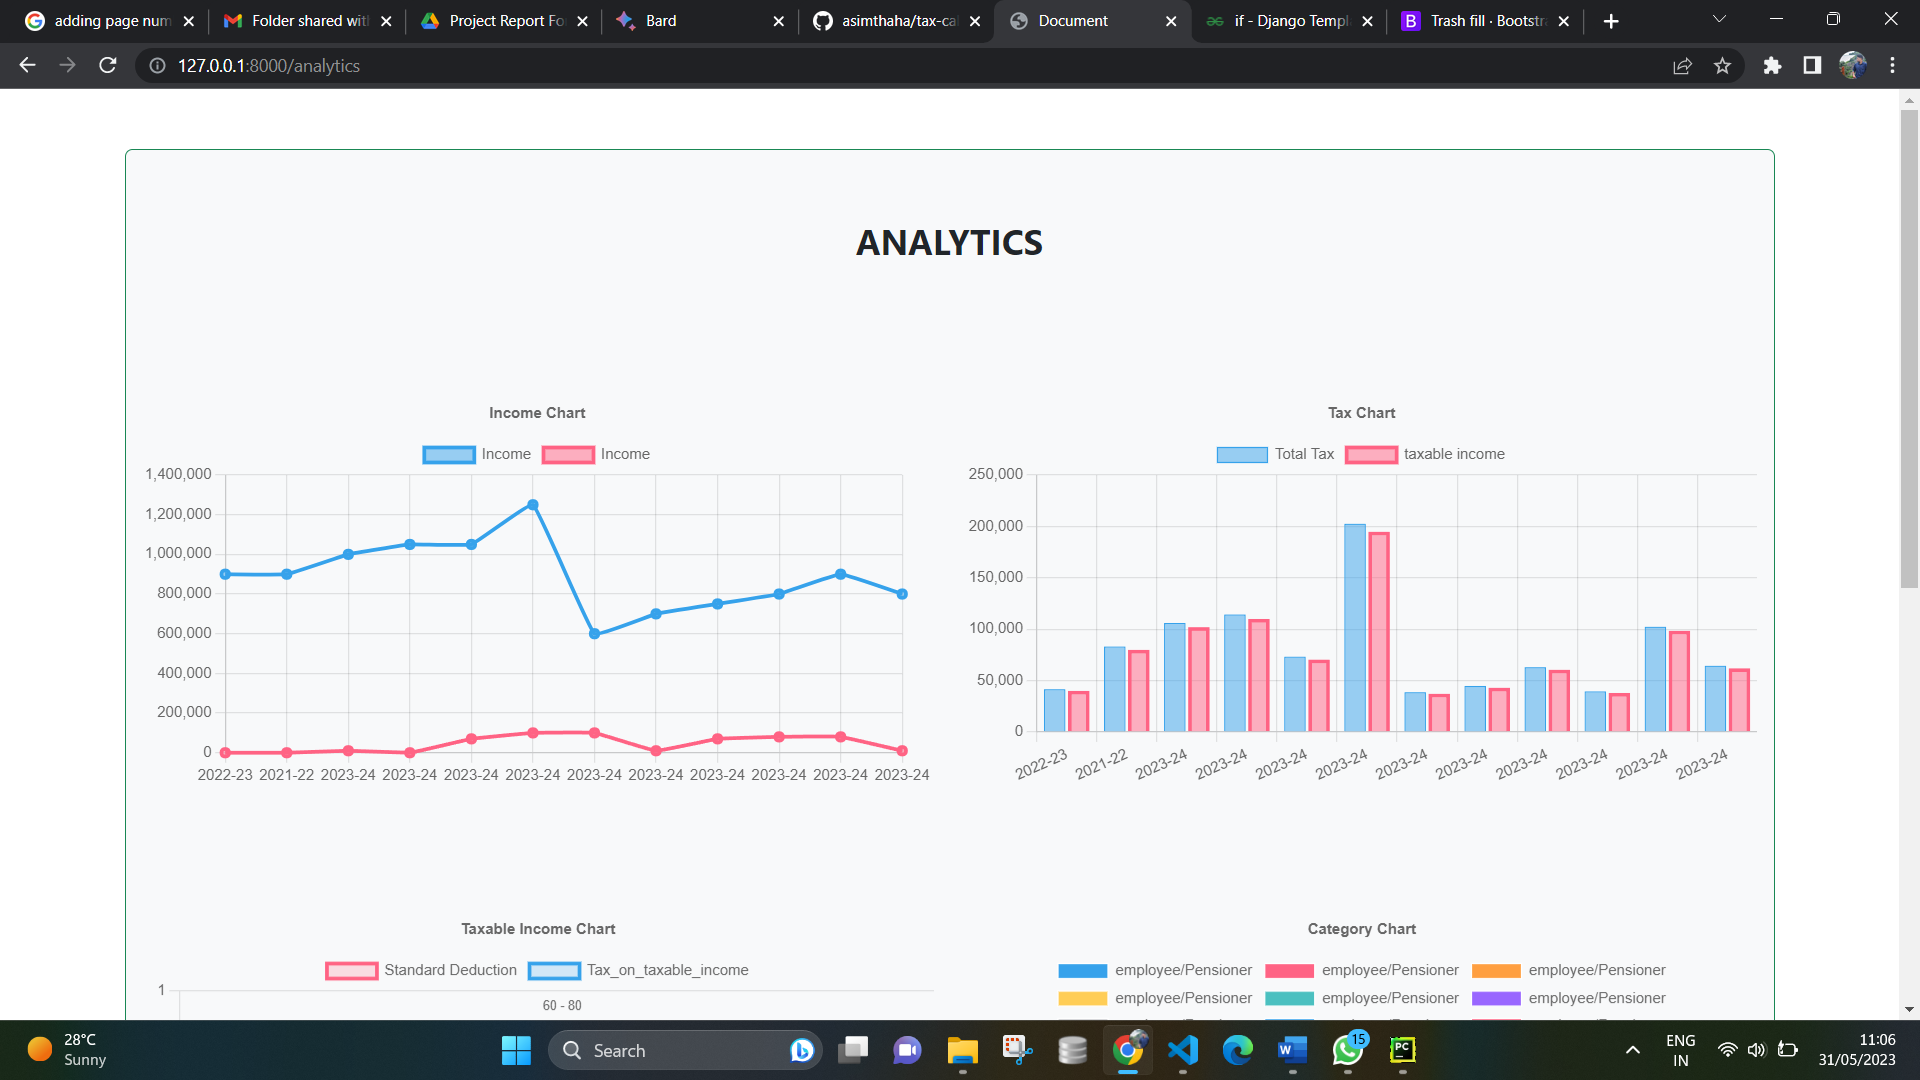 adding page num
Folder shared with
Project Report Fo
Bard
asimthaha/tax-cal
Document
if - Django Templ
Trash fill · Bootstr
127.0.0.1:8000/analytics
ANALYTICS
Income Chart
Income Income
1,400,000
1,200,000
1,000,000
800,000
600,000
400,000
200,000
0
2022-23 2021-22 2023-24 2023-24 2023-24 2023-24 2023-24 2023-24 2023-24 2023-24 2023-24 2023-24
Tax Chart
Total Tax taxable income
250,000
200,000
150,000
100,000
50,000
0
2022-23 2021-22 2023-24 2023-24 2023-24 2023-24 2023-24 2023-24 2023-24 2023-24 2023-24 2023-24
Taxable Income Chart
Standard Deduction Tax_on_taxable_income
1
60 - 80
Category Chart
employee/Pensioner employee/Pensioner employee/Pensioner
employee/Pensioner employee/Pensioner employee/Pensioner
28°C
Sunny
Search
15
PC
ENG
IN
11:06
31/05/2023